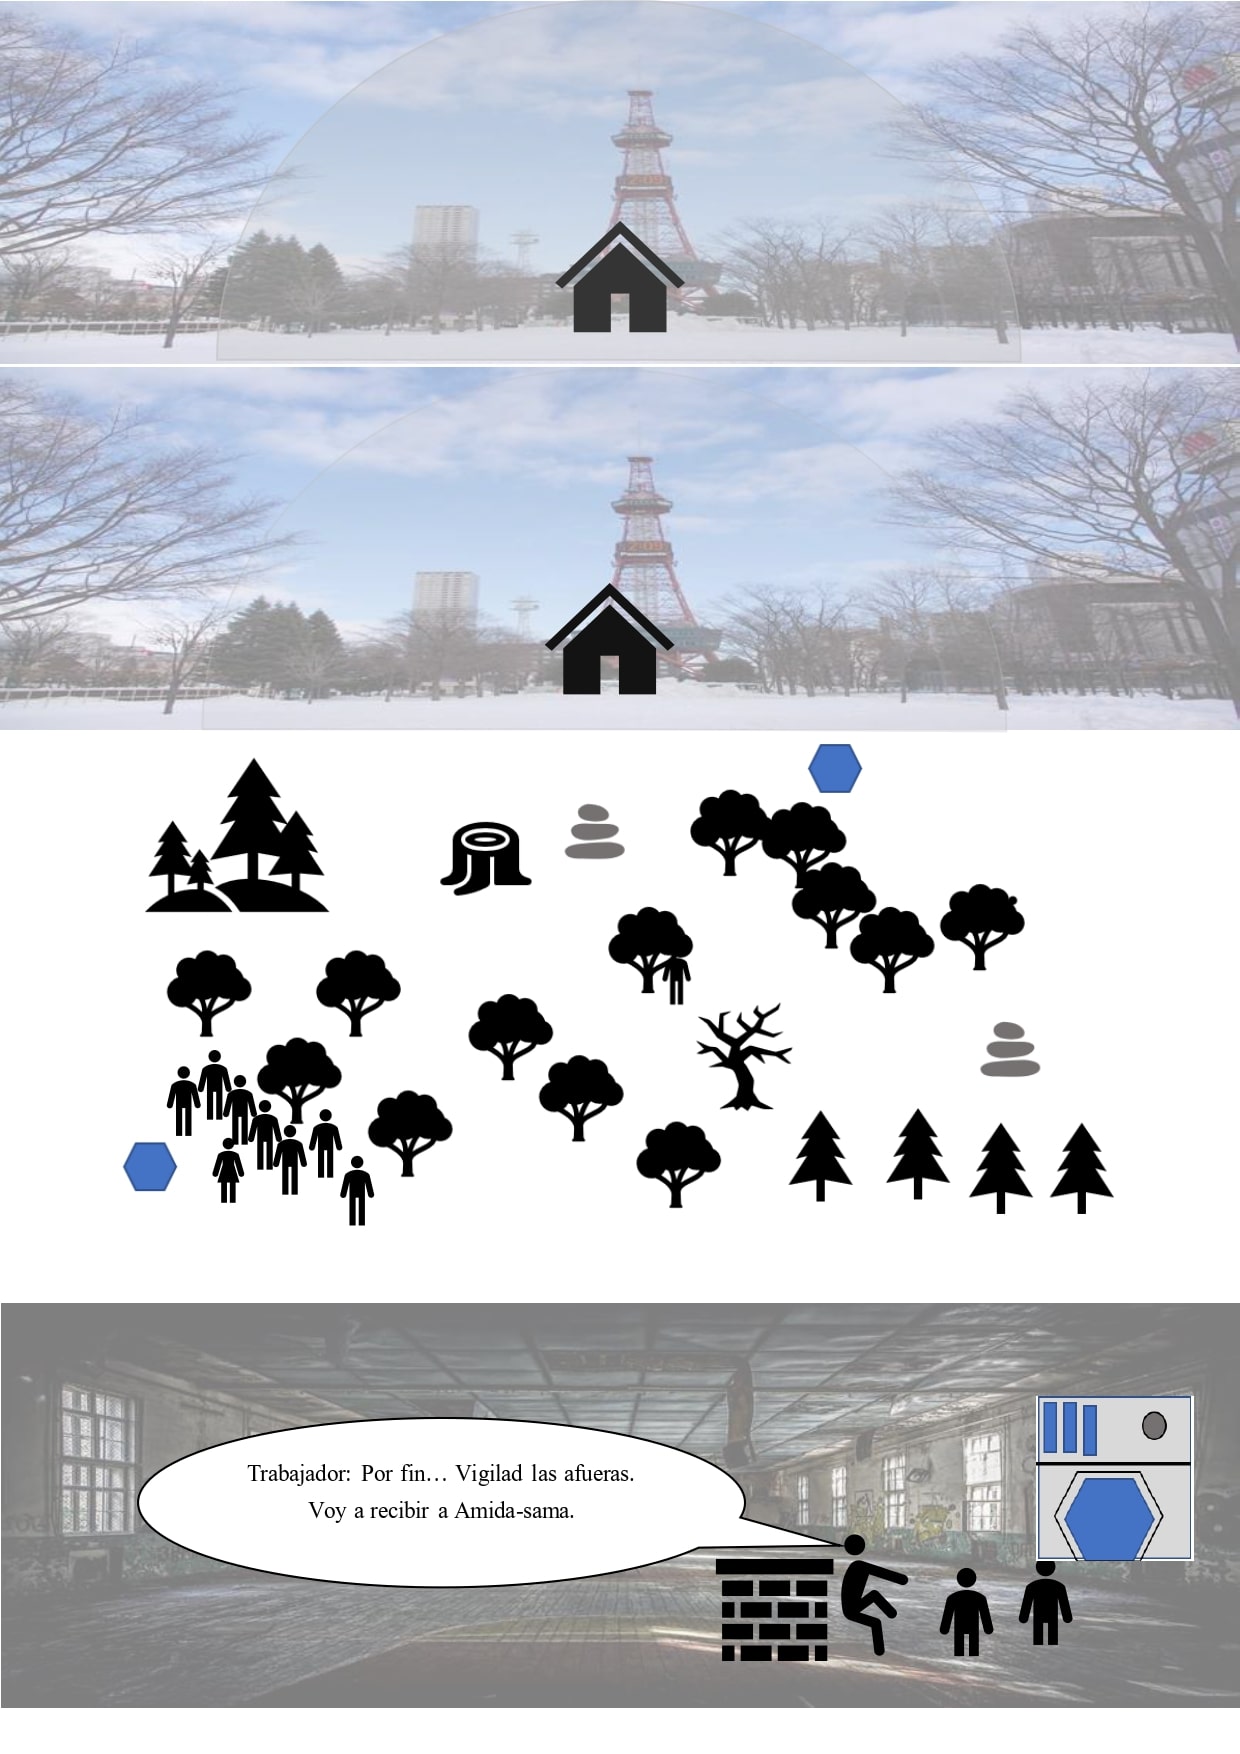 Trabajador: Por fin… Vigilad las afueras.
Voy a recibir a Amida-sama.